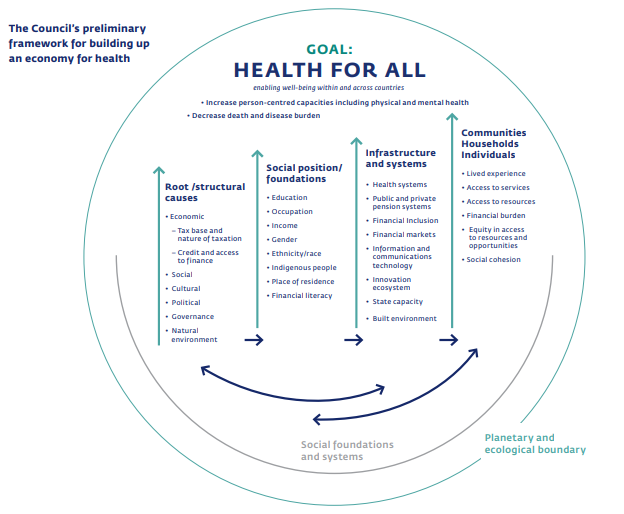 The Council's preliminary
framework for building up
an economy for health
GOAL:
HEALTH FOR ALL
enabling well-being within and across countries
• Increase person-centred capacities including physical and mental health
• Decrease death and disease burden
Root /structural
causes
• Economic
– Tax base and
nature of taxation
– Credit and access
to finance
• Social
• Cultural
• Political
• Governance
• Natural
environment
Social position/
foundations
• Education
• Occupation
• Income
• Gender
• Ethnicity/race
• Indigenous people
• Place of residence
• Financial literacy
Infrastructure
and systems
• Health systems
• Public and private
pension systems
• Financial Inclusion
• Financial markets
• Information and
communications
technology
• Innovation
ecosystem
• State capacity
• Built environment
Communities
Households
Individuals
• Lived experience
• Access to services
• Access to resources
• Financial burden
• Equity in access
to resources and
opportunities
• Social cohesion
Social foundations
and systems
Planetary and
ecological boundary